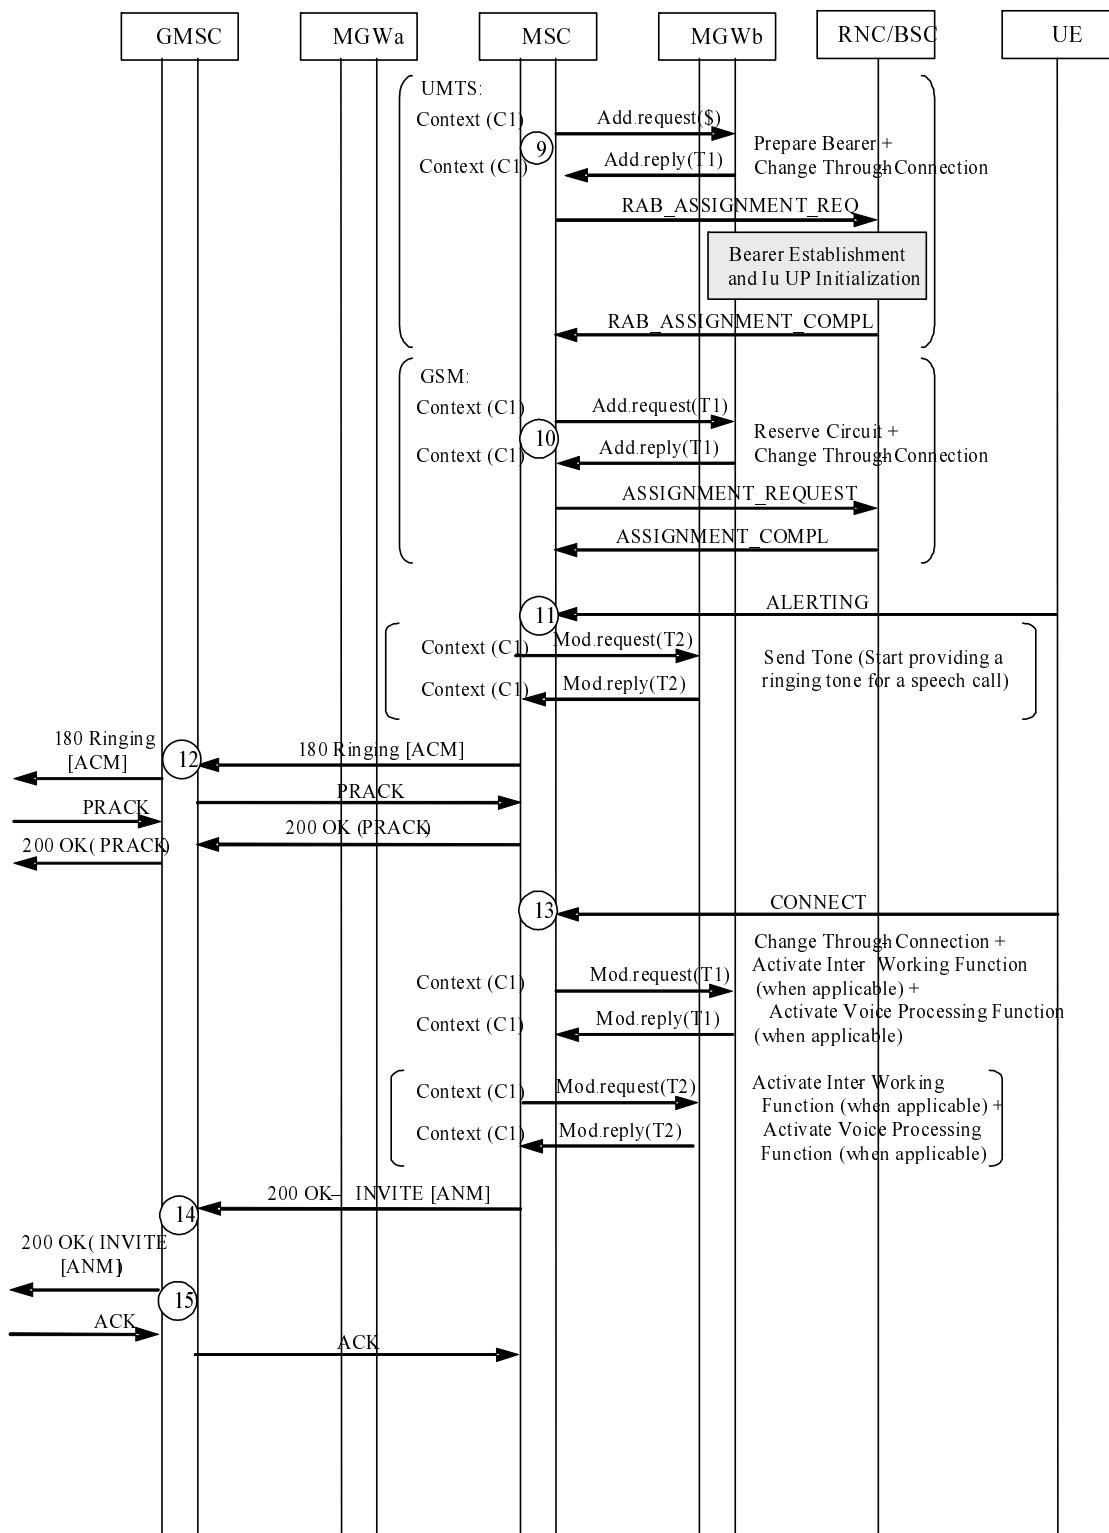 GMSC
MGWa
MSC
MGWb
RNC/BSC
UE
UMTS:
Context (C1)
Add.request($)
9
Prepare Bearer +
Change Through-Connection
Context (C1)
Add.reply(T1)
RAB_ASSIGNMENT_REQ
Bearer Establishment
and Iu UP Initialization
RAB_ASSIGNMENT_COMPL
GSM:
Context (C1)
Add.request(T1)
10
Reserve Circuit +
Change Through-Connection
Context (C1)
Add.reply(T1)
ASSIGNMENT_REQUEST
ASSIGNMENT_COMPL
ALERTING
11
Context (C1)
Mod.request(T2)
Send Tone (Start providing a
ringing tone for a speech call)
Context (C1)
Mod.reply(T2)
180 Ringing
[ACM]
12
180 Ringing [ACM]
PRACK
PRACK
200 OK (PRACK)
200 OK( PRACK)
CONNECT
13
Change Through-Connection +
Activate Inter- Working Function
(when applicable) +
Activate Voice Processing Function
(when applicable)
Context (C1)
Mod.request(T1)
Context (C1)
Mod.reply(T1)
Context (C1)
Mod.request(T2)
Activate Inter-Working
Function (when applicable) +
Activate Voice Processing
Function (when applicable)
Context (C1)
Mod.reply(T2)
200 OK– INVITE [ANM]
14
200 OK( INVITE
[ANM])
15
ACK
ACK